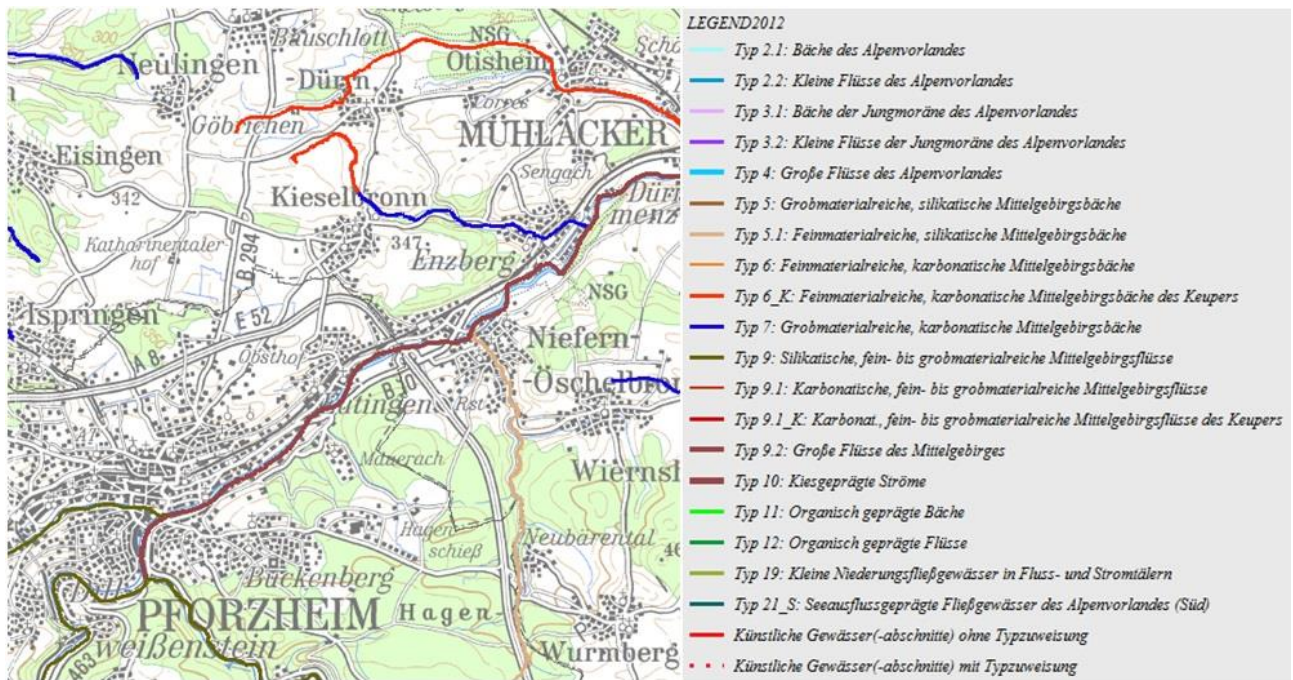 Bauschlott
NSG
Neulingen
Ötisheim
-Dürrn
Corres
Göbrichen
MÜHLACKER
Eisingen
Sengach
342
Kieselbronn
Dürr-
menz
Katharinentaler
hof
B 294
347
Enzberg
NSG
Ispringen
E 52
A 8
Obsthof
Niefern-
B 10
-Öschelbron
Eutingen
Rst
Mäuerach
Wiernsh
Hagen-
schieß
Neubärental
Buckenberg
PFORZHEIM
Hagen-
weißenstein
463
Wurmberg
LEGEND2012
Typ 2.1: Bäche des Alpenvorlandes
Typ 2.2: Kleine Flüsse des Alpenvorlandes
Typ 3.1: Bäche der Jungmoräne des Alpenvorlandes
Typ 3.2: Kleine Flüsse der Jungmoräne des Alpenvorlandes
Typ 4: Große Flüsse des Alpenvorlandes
Typ 5: Grobmaterialreiche, silikatische Mittelgebirgsbäche
Typ 5.1: Feinmaterialreiche, silikatische Mittelgebirgsbäche
Typ 6: Feinmaterialreiche, karbonatische Mittelgebirgsbäche
Typ 6_K: Feinmaterialreiche, karbonatische Mittelgebirgsbäche des Keupers
Typ 7: Grobmaterialreiche, karbonatische Mittelgebirgsbäche
Typ 9: Silikatische, fein- bis grobmaterialreiche Mittelgebirgsflüsse
Typ 9.1: Karbonatische, fein- bis grobmaterialreiche Mittelgebirgsflüsse
Typ 9.1_K: Karbonat., fein- bis grobmaterialreiche Mittelgebirgsflüsse des Keupers
Typ 9.2: Große Flüsse des Mittelgebirges
Typ 10: Kiesgeprägte Ströme
Typ 11: Organisch geprägte Bäche
Typ 12: Organisch geprägte Flüsse
Typ 19: Kleine Niederungsfließgewässer in Fluss- und Stromtälern
Typ 21_S: Seeausflussgeprägte Fließgewässer des Alpenvorlandes (Süd)
Künstliche Gewässer(-abschnitte) ohne Typzuweisung
Künstliche Gewässer(-abschnitte) mit Typzuweisung